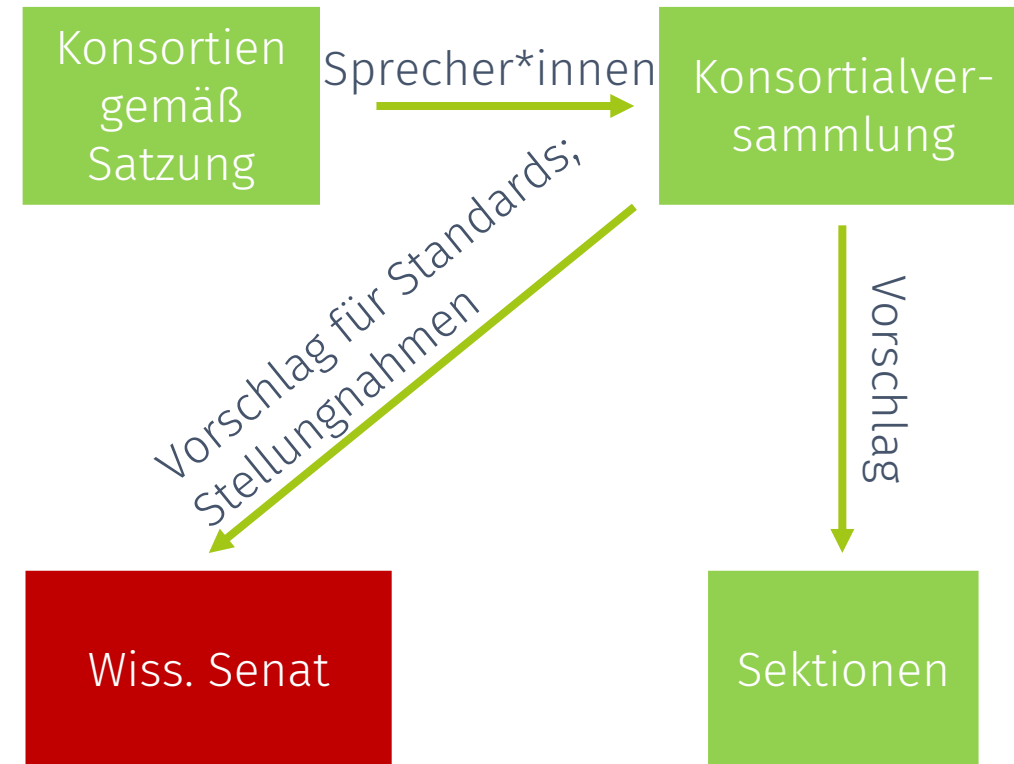 Konsortien
gemäß
Satzung
Sprecher*innen
Konsortialver-
sammlung
Vorschlag für Standards;
Stellungnahmen
Vorschlag
Wiss. Senat
Sektionen